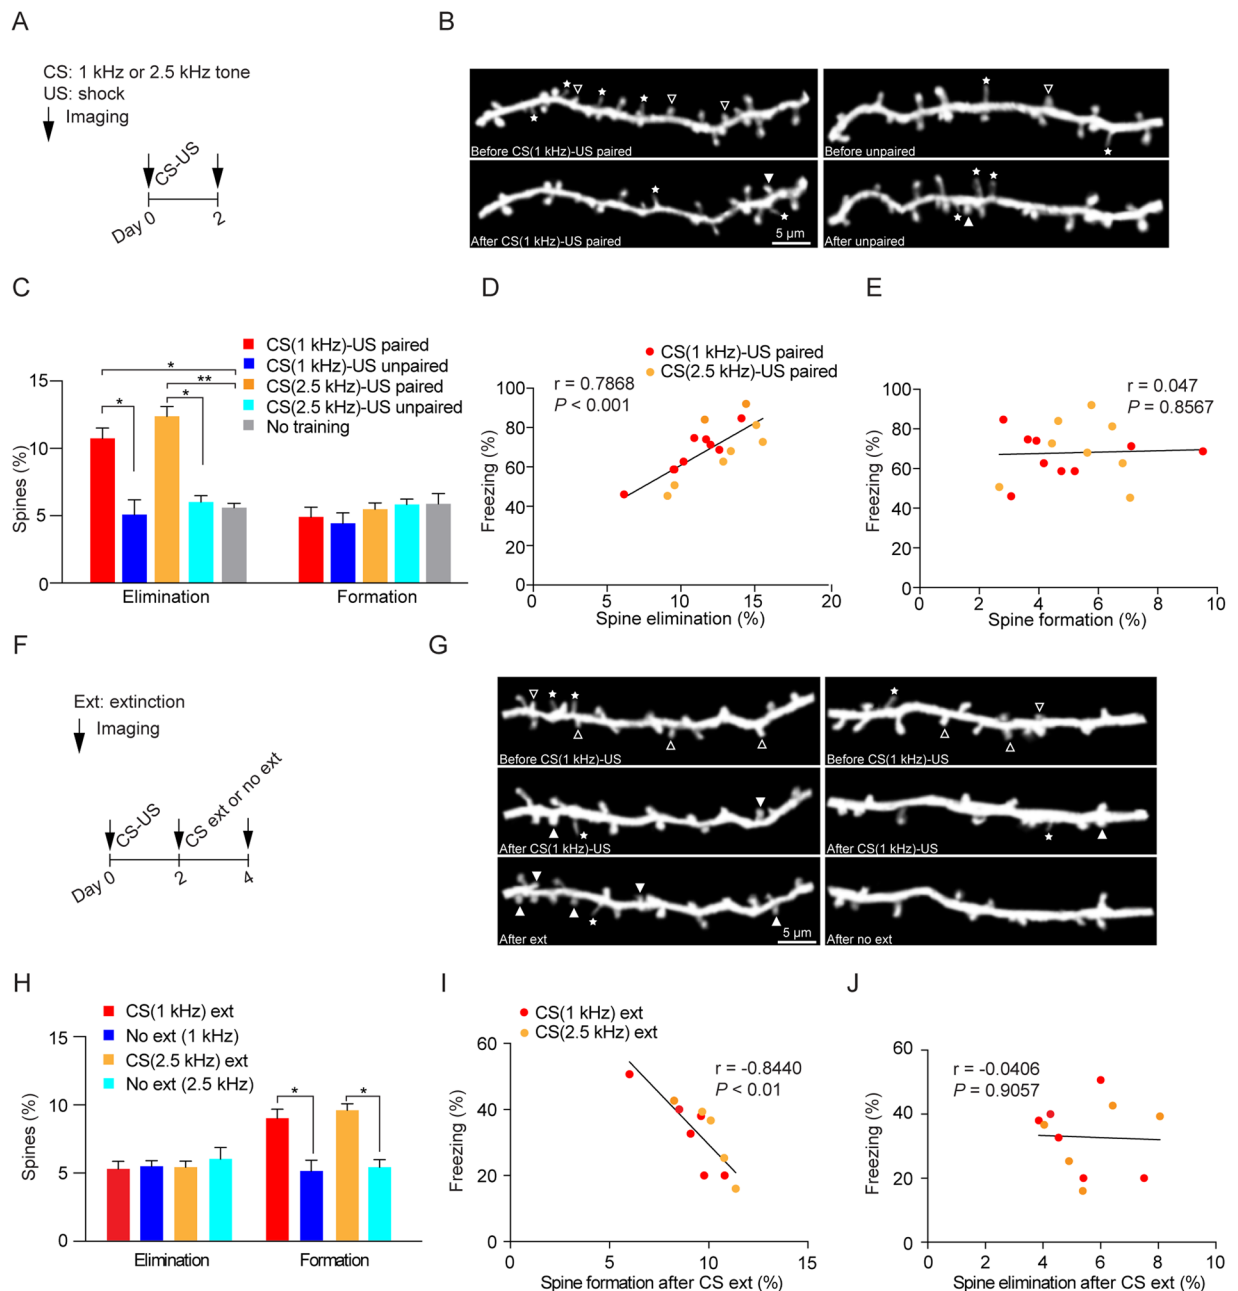 A
CS: 1 kHz or 2.5 kHz tone
US: shock
Imaging
CS-US
Day 0
2
B
Before CS(1 kHz)-US paired
Before unpaired
After CS(1 kHz)-US paired
5 μm
After unpaired
C
CS(1 kHz)-US paired
CS(1 kHz)-US unpaired
CS(2.5 kHz)-US paired
CS(2.5 kHz)-US unpaired
No training
Spines (%)
15
10
5
0
*
**
*
*
Elimination
Formation
D
CS(1 kHz)-US paired
CS(2.5 kHz)-US paired
r = 0.7868
P < 0.001
Freezing (%)
100
80
60
40
20
0
0
5
10
15
20
Spine elimination (%)
E
r = 0.047
P = 0.8567
Freezing (%)
100
80
60
40
20
0
0
2
4
6
8
10
Spine formation (%)
F
Ext: extinction
Imaging
CS-US
CS ext or no ext
Day 0
2
4
G
Before CS(1 kHz)-US
Before CS(1 kHz)-US
After CS(1 kHz)-US
After CS(1 kHz)-US
After ext
5 μm
After no ext
H
CS(1 kHz) ext
No ext (1 kHz)
CS(2.5 kHz) ext
No ext (2.5 kHz)
Spines (%)
15
10
5
0
*
*
Elimination
Formation
I
CS(1 kHz) ext
CS(2.5 kHz) ext
r = -0.8440
P < 0.01
Freezing (%)
60
40
20
0
0
5
10
15
Spine formation after CS ext (%)
J
r = -0.0406
P = 0.9057
Freezing (%)
60
40
20
0
0
2
4
6
8
10
Spine elimination after CS ext (%)